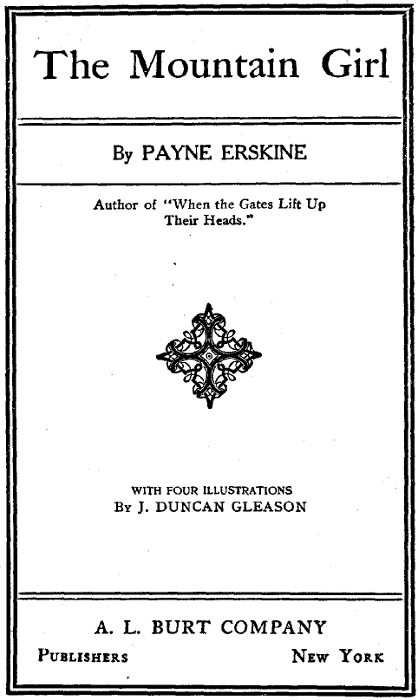 The Mountain Girl
By PAYNE ERSKINE
Author of "When the Gates Lift Up
Their Heads."
WITH FOUR ILLUSTRATIONS
By J. DUNCAN GLEASON
A. L. BURT COMPANY
Publishers New York